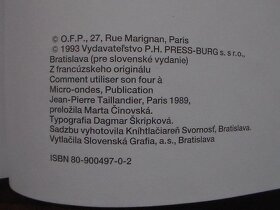 © O.F.P., 27, Rue Marignan, Paris
© 1993 Vydavateľstvo P.H. PRESS-BURG s. s r.o.,
Bratislava (pre slovenské vydanie)
Z francúzskeho originálu
Comment utiliser son four à
Micro-ondes, Publication
Jean-Pierre Taillandier, Paris 1989,
preložila Marta Činovská.
Typografia Dagmar Škripková.
Sadzbu vyhotovila Knihtlačiareň Svornosť, Bratislava.
Vytlačila Slovenská Grafia, a.s., Bratislava
ISBN 80-900497-0-2